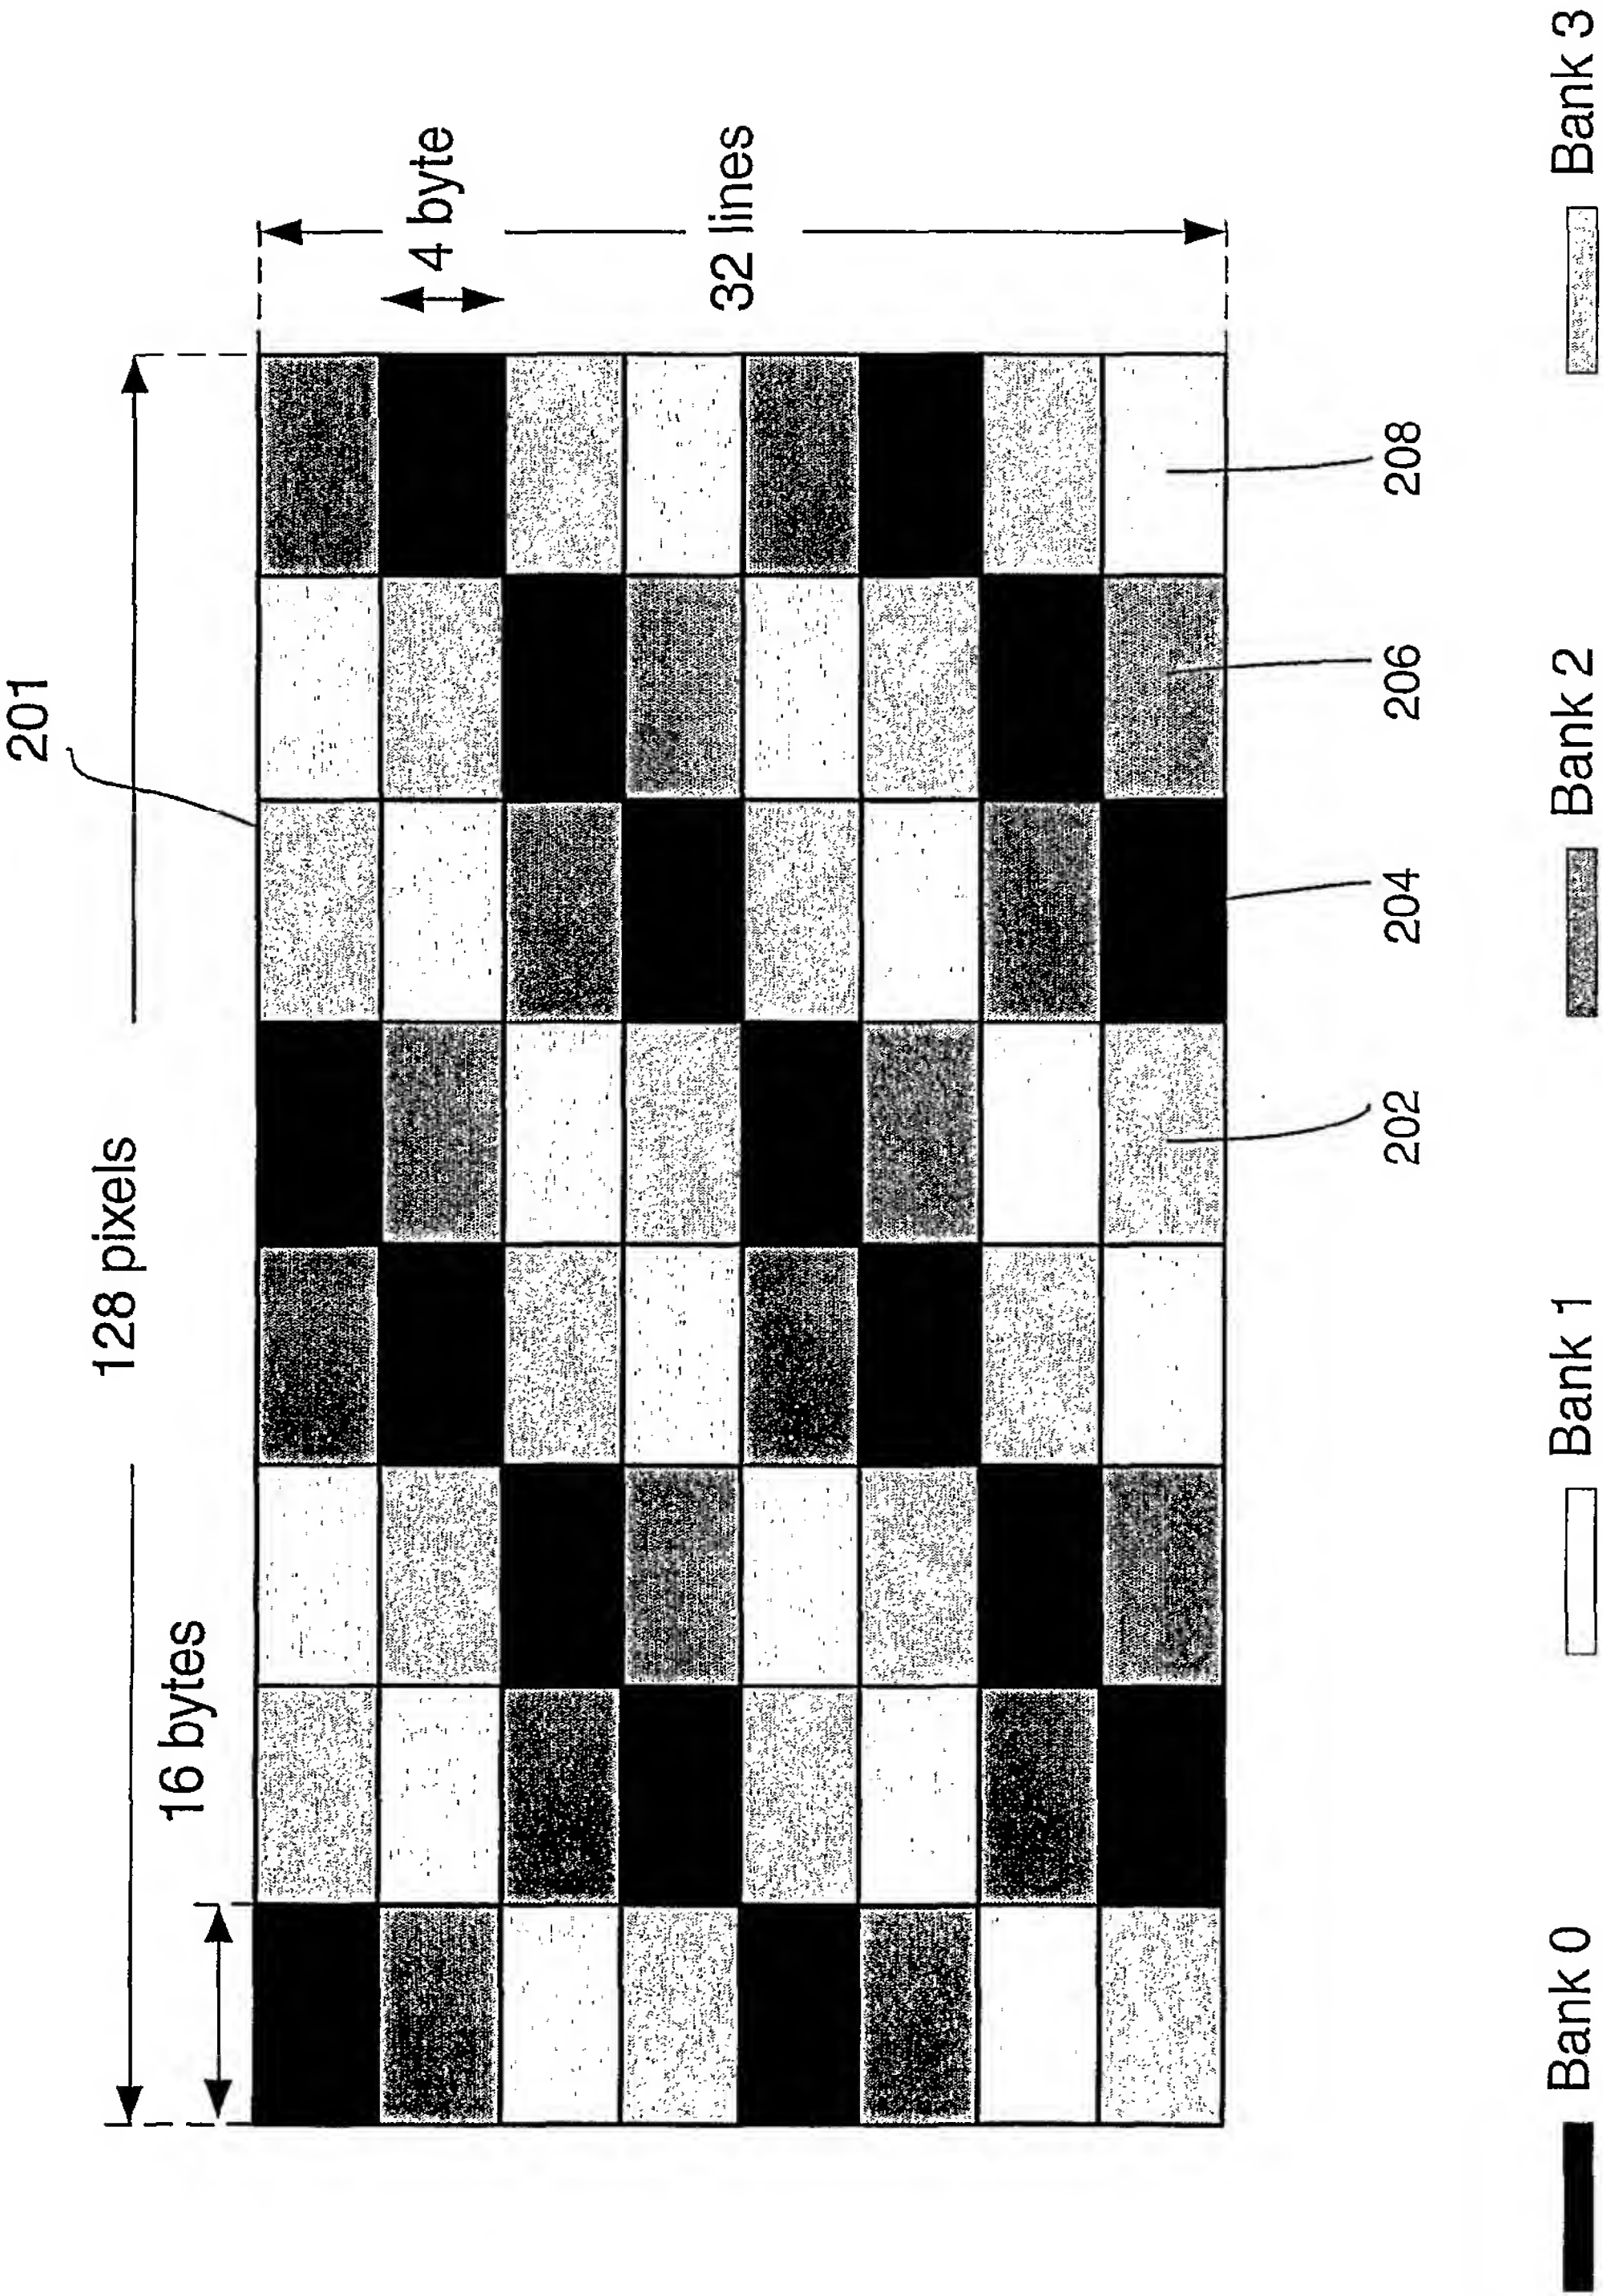 201
128 pixels
16 bytes
4 byte
32 lines
202
204
206
208
Bank 0
Bank 1
Bank 2
Bank 3